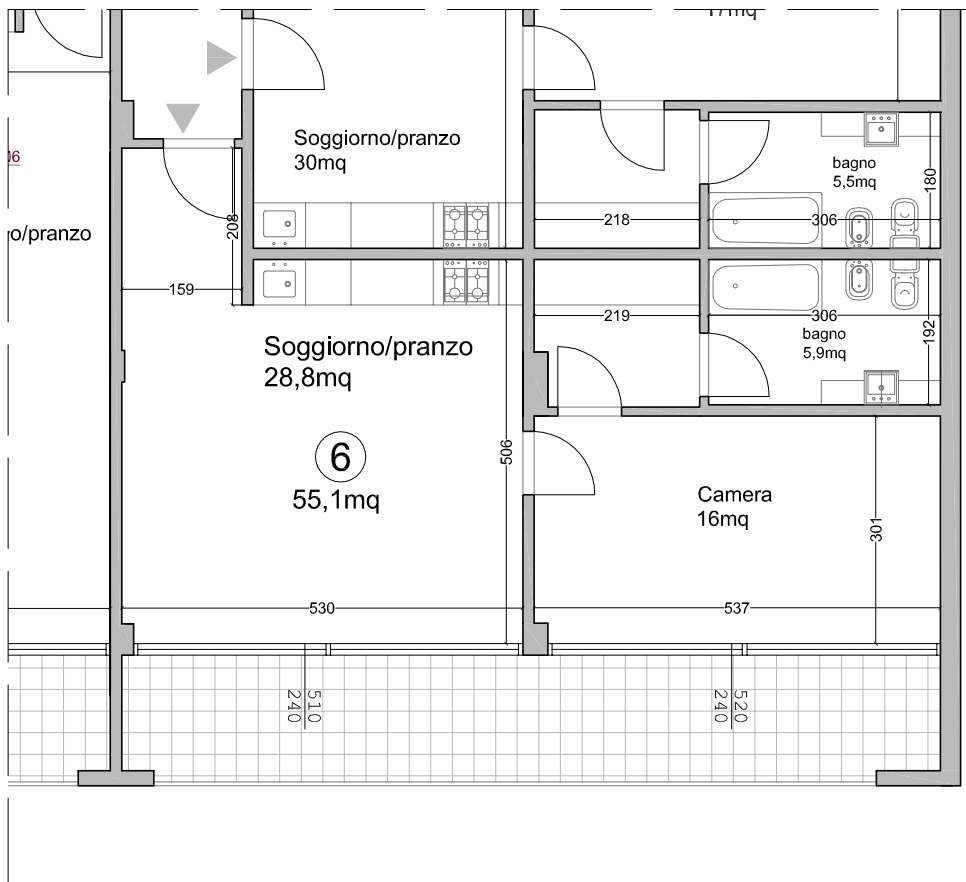 Soggiorno/pranzo
30mq
bagno
5,5mq
180
o/pranzo
208
218
306
159
219
306
bagno
5,9mq
192
Soggiorno/pranzo
28,8mq
6
55,1mq
506
Camera
16mq
301
530
537
510
240
520
240